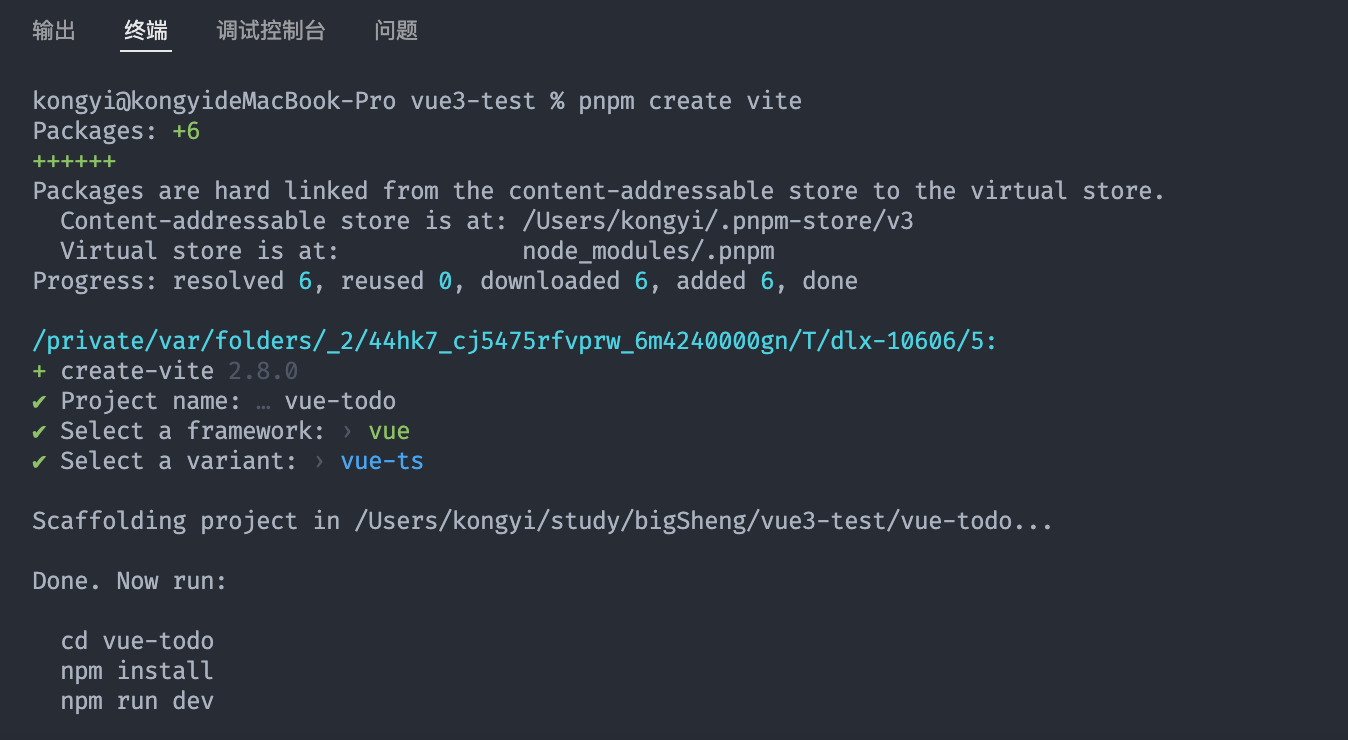 输出 终端 调试控制台 问题
kongyi@kongyideMacBook-Pro vue3-test % pnpm create vite
Packages: +6
++++++
Packages are hard linked from the content-addressable store to the virtual store.
  Content-addressable store is at: /Users/kongyi/.pnpm-store/v3
  Virtual store is at:             node_modules/.pnpm
Progress: resolved 6, reused 0, downloaded 6, added 6, done
/private/var/folders/_2/44hk7_cj5475rfvprw_6m4240000gn/T/dlx-10606/5:
+ create-vite 2.8.0
✔ Project name: … vue-todo
✔ Select a framework: › vue
✔ Select a variant: › vue-ts
Scaffolding project in /Users/kongyi/study/bigSheng/vue3-test/vue-todo...
Done. Now run:
  cd vue-todo
  npm install
  npm run dev